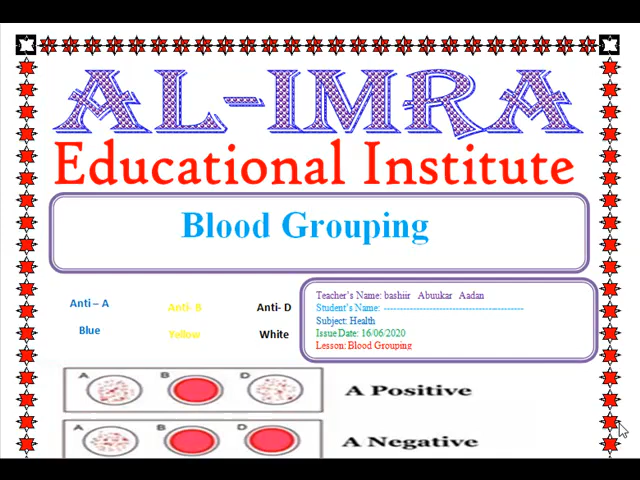 AL-IMRA
Educational Institute
Blood Grouping
Anti – A
Anti- B
Anti- D
Blue
Yellow
White
Teacher's Name: bashiir Abuukar Aadan
Student's Name: --------------------------------------------
Subject: Health
Issue Date: 16/06/2020
Lesson: Blood Grouping
A B D
A Positive
A B D
A Negative